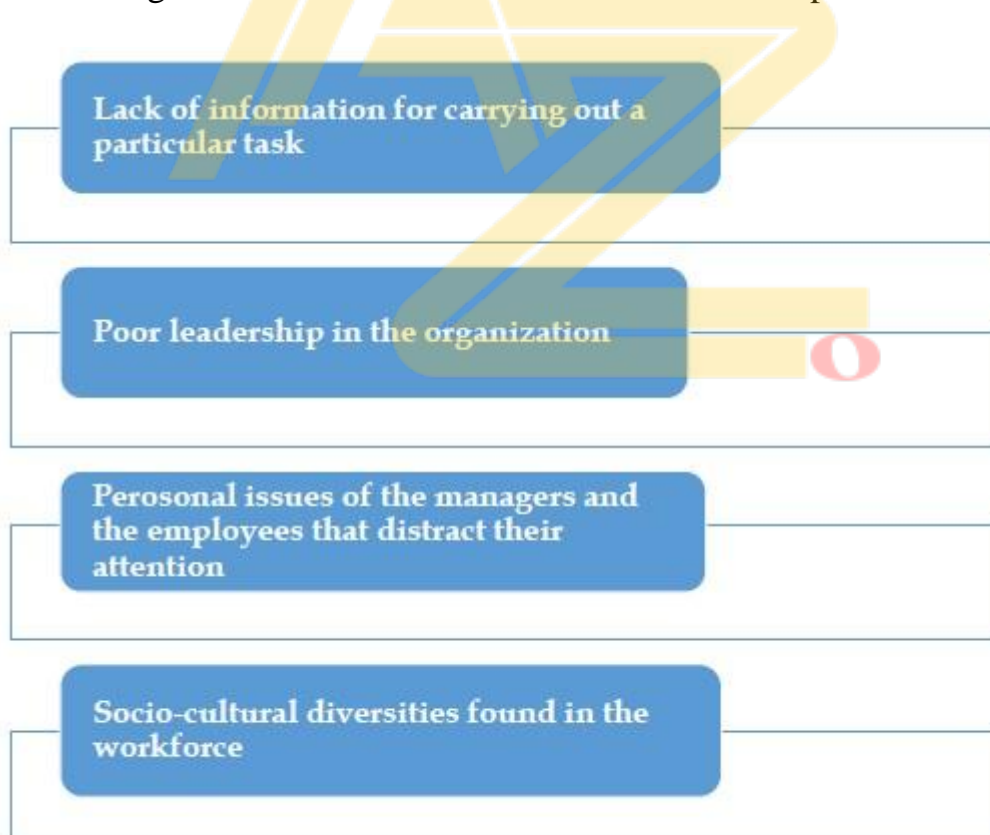 Lack of information for carrying out a
particular task
Poor leadership in the organization
Perosonal issues of the managers and
the employees that distract their
attention
Socio-cultural diversities found in the
workforce